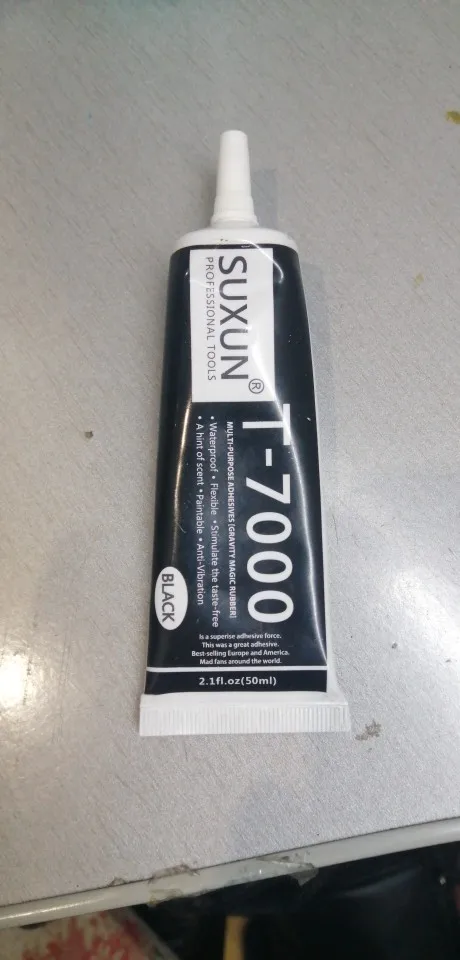 SUXUN®
PROFESSIONAL TOOLS
T-7000
MULTI-PURPOSE ADHESIVES [GRAVITY MAGIC RUBBER]
• Waterproof • Flexible • Stimulate the taste-free
• A hint of scent • Paintable • Anti-Vibration
BLACK
Is a superise adhesive force.
This was a great adhesive.
Best-selling Europe and America.
Mad fans around the world.
2.1fl.oz(50ml)